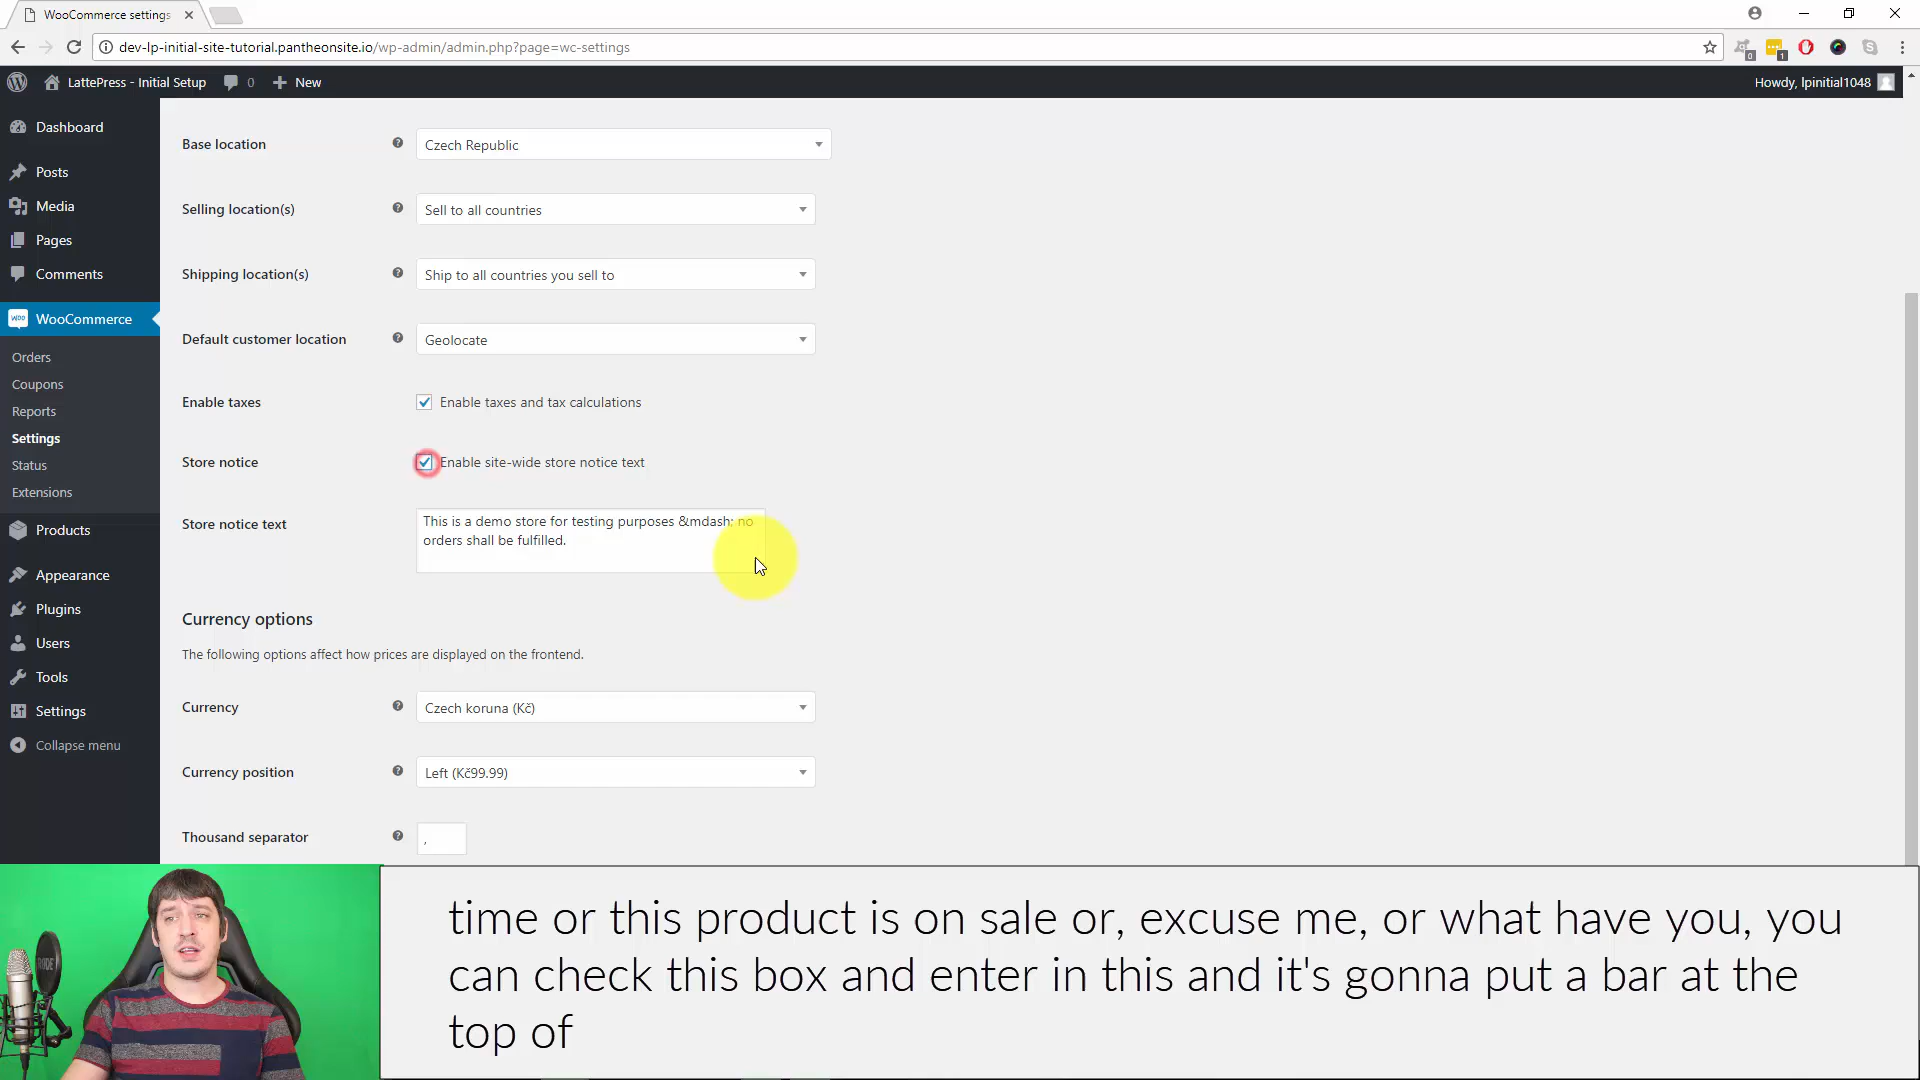 WooCommerce settings
dev-lp-initial-site-tutorial.pantheonsite.io/wp-admin/admin.php?page=wc-settings
LattePress - Initial Setup 0 New Howdy, lpinitial1048
Dashboard
Posts
Media
Pages
Comments
WooCommerce
Orders
Coupons
Reports
Settings
Status
Extensions
Products
Appearance
Plugins
Users
Tools
Settings
Collapse menu
Base location Czech Republic
Selling location(s) Sell to all countries
Shipping location(s) Ship to all countries you sell to
Default customer location Geolocate
Enable taxes Enable taxes and tax calculations
Store notice Enable site-wide store notice text
Store notice text This is a demo store for testing purposes &mdash; no
orders shall be fulfilled.
Currency options
The following options affect how prices are displayed on the frontend.
Currency Czech koruna (Kč)
Currency position Left (Kč99.99)
Thousand separator ,
time or this product is on sale or, excuse me, or what have you, you
can check this box and enter in this and it's gonna put a bar at the
top of